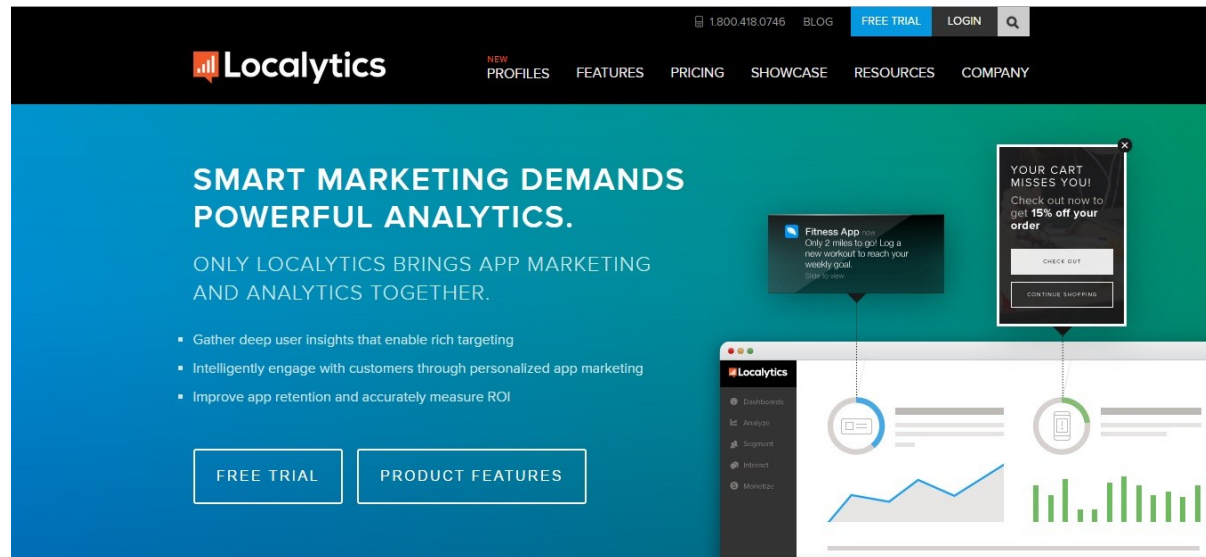 1.800.418.0746 BLOG FREE TRIAL LOGIN
Localytics
NEW
PROFILES FEATURES PRICING SHOWCASE RESOURCES COMPANY
SMART MARKETING DEMANDS
POWERFUL ANALYTICS.
ONLY LOCALYTICS BRINGS APP MARKETING
AND ANALYTICS TOGETHER.
Gather deep user insights that enable rich targeting
Intelligently engage with customers through personalized app marketing
Improve app retention and accurately measure ROI
FREE TRIAL PRODUCT FEATURES
Fitness App now
Only 2 miles to go! Log a
new workout to reach your
weekly goal.
Slide to view
YOUR CART
MISSES YOU!
Check out now to
get 15% off your
order
CHECK OUT
CONTINUE SHOPPING
Localytics
Dashboards
Analyze
Segment
Interact
Monetize